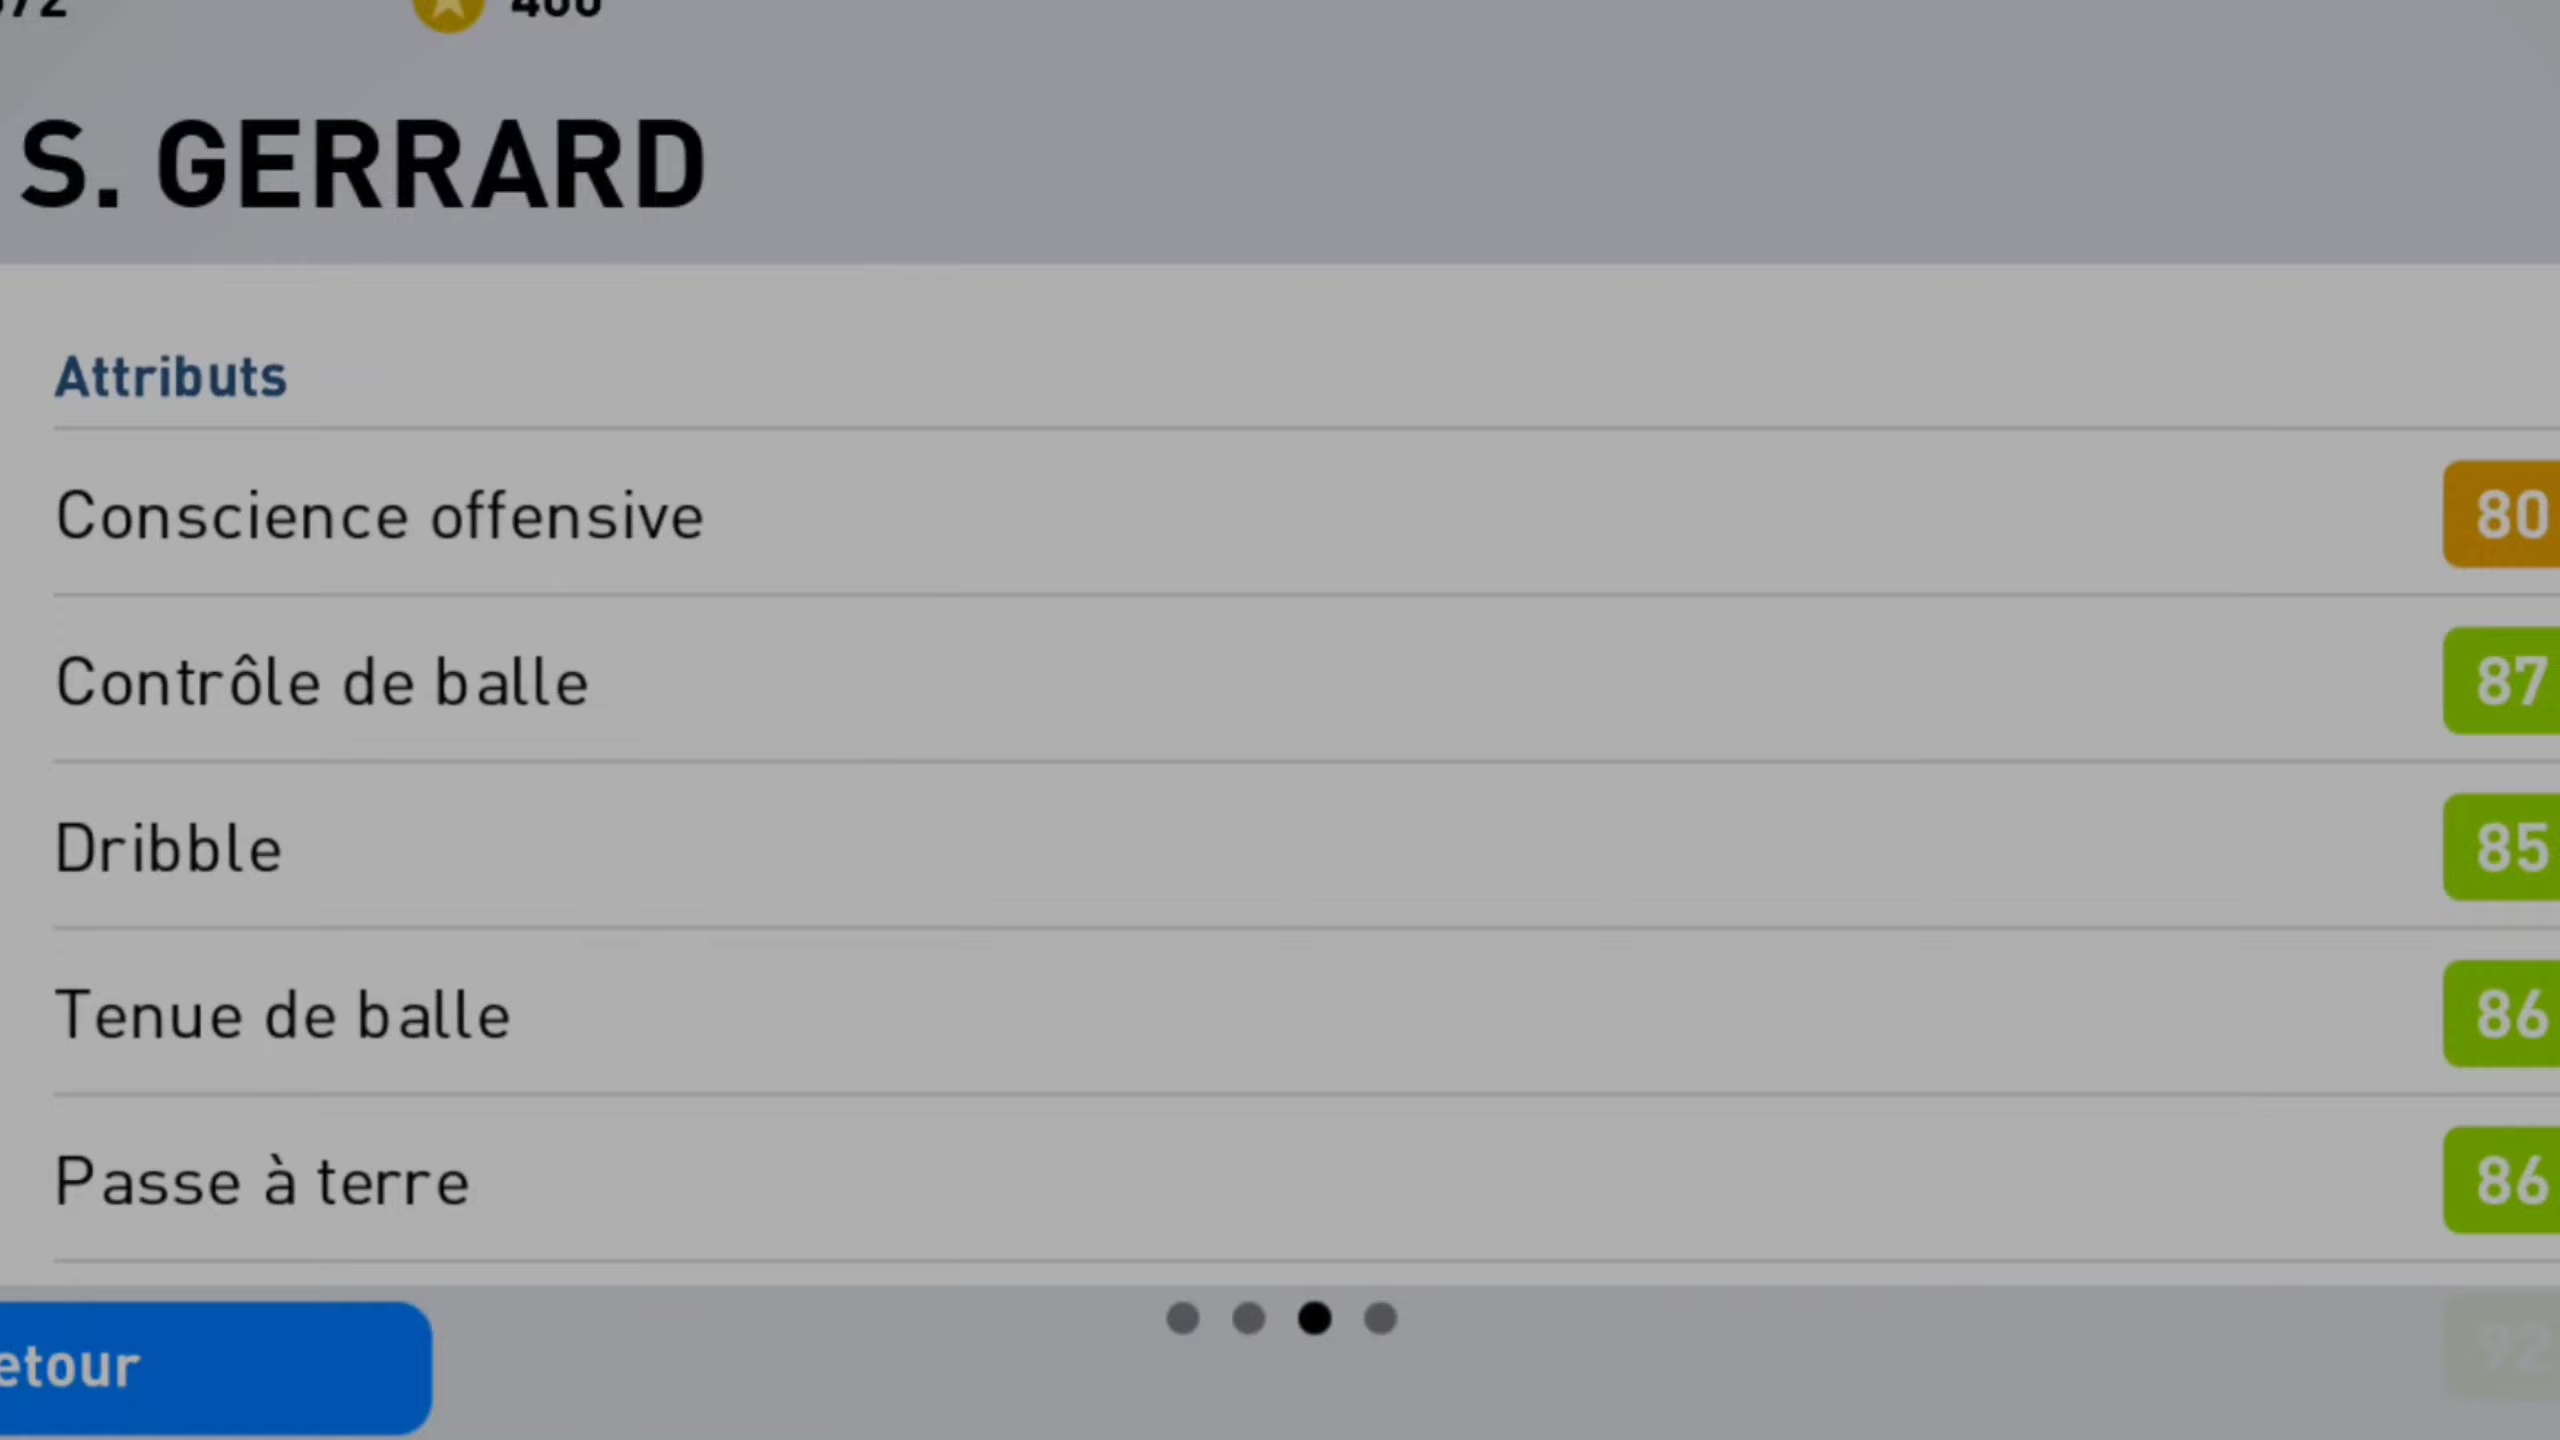 S. GERRARD
Attributs
Conscience offensive 80
Contrôle de balle 87
Dribble 85
Tenue de balle 86
Passe à terre 86
92
etour